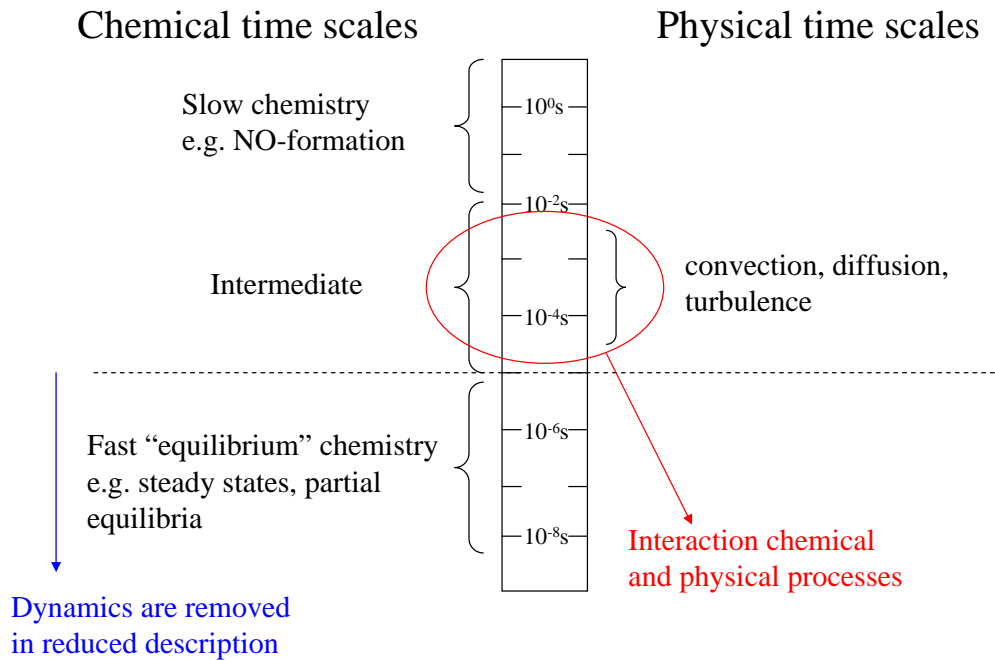 Chemical time scales
Physical time scales
Slow chemistry
e.g. NO-formation
10⁰s
10⁻²s
Intermediate
convection, diffusion,
turbulence
10⁻⁴s
Fast “equilibrium” chemistry
e.g. steady states, partial
equilibria
10⁻⁶s
10⁻⁸s
Interaction chemical
and physical processes
Dynamics are removed
in reduced description